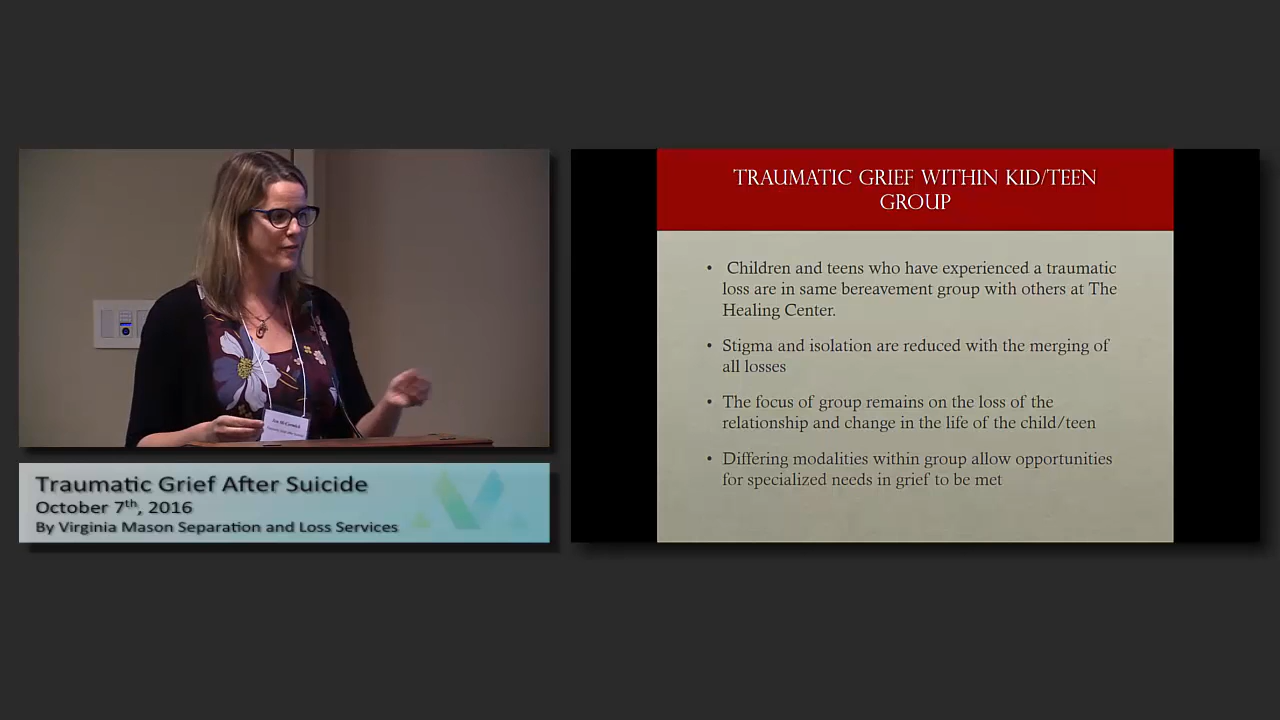 Traumatic Grief After Suicide
October 7th, 2016
By Virginia Mason Separation and Loss Services
TRAUMATIC GRIEF WITHIN KID/TEEN
GROUP
• Children and teens who have experienced a traumatic
loss are in same bereavement group with others at The
Healing Center.
• Stigma and isolation are reduced with the merging of
all losses
• The focus of group remains on the loss of the
relationship and change in the life of the child/teen
• Differing modalities within group allow opportunities
for specialized needs in grief to be met